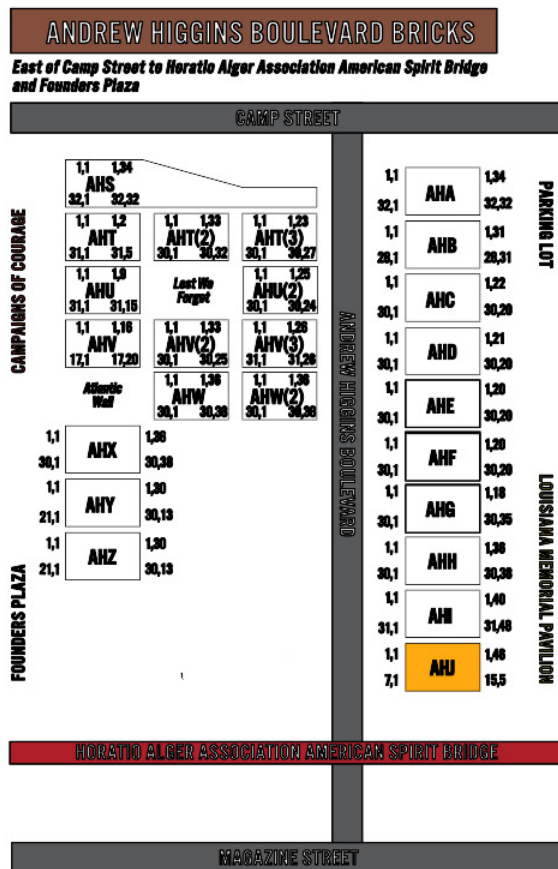 ANDREW HIGGINS BOULEVARD BRICKS
East of Camp Street to Horatio Alger Association American Spirit Bridge
and Founders Plaza
CAMP STREET
1,1 1,34
AHS
32,1 32,32
1,1 1,2
AHT
31,1 31,5
1,1 1,33
AHT(2)
30,1 30,32
1,1 1,23
AHT(3)
30,1 30,27
1,1 1,9
AHU
31,1 31,15
Lest We
Forget
1,1 1,25
AHU(2)
30,1 30,24
1,1 1,16
AHV
17,1 17,20
1,1 1,33
AHV(2)
30,1 30,25
1,1 1,26
AHV(3)
31,1 31,26
Atlantic
Wall
1,1 1,36
AHW
30,1 30,38
1,1 1,36
AHW(2)
30,1 36,36
1,1 1,36
AHX
30,1 30,38
1,1 1,30
AHY
21,1 30,13
1,1 1,30
AHZ
21,1 30,13
CAMPAIGNS OF COURAGE
FOUNDERS PLAZA
ANDREW HIGGINS BOULEVARD
1,1 1,34
AHA
32,1 32,32
1,1 1,31
AHB
28,1 28,31
1,1 1,22
AHC
30,1 30,20
1,1 1,21
AHD
30,1 30,20
1,1 1,20
AHE
30,1 30,20
1,1 1,20
AHF
30,1 30,20
1,1 1,18
AHG
30,1 30,35
1,1 1,36
AHH
30,1 30,38
1,1 1,40
AHI
31,1 31,48
1,1 1,46
AHJ
7,1 15,5
PARKING LOT
LOUISIANA MEMORIAL PAVILION
HORATIO ALGER ASSOCIATION AMERICAN SPIRIT BRIDGE
MAGAZINE STREET